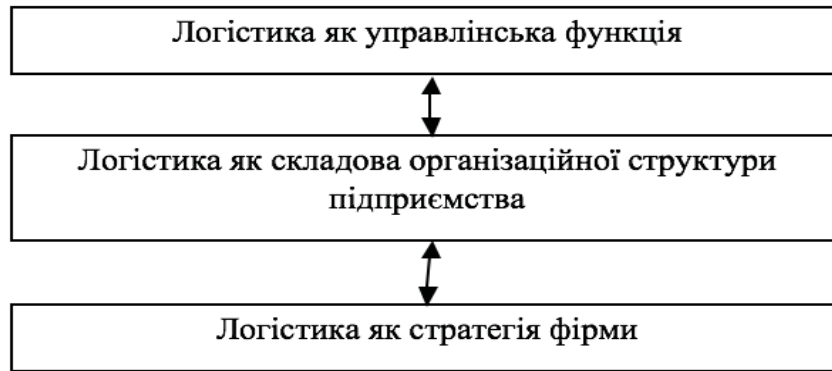 Логістика як управлінська функція
Логістика як складова організаційної структури
підприємства
Логістика як стратегія фірми